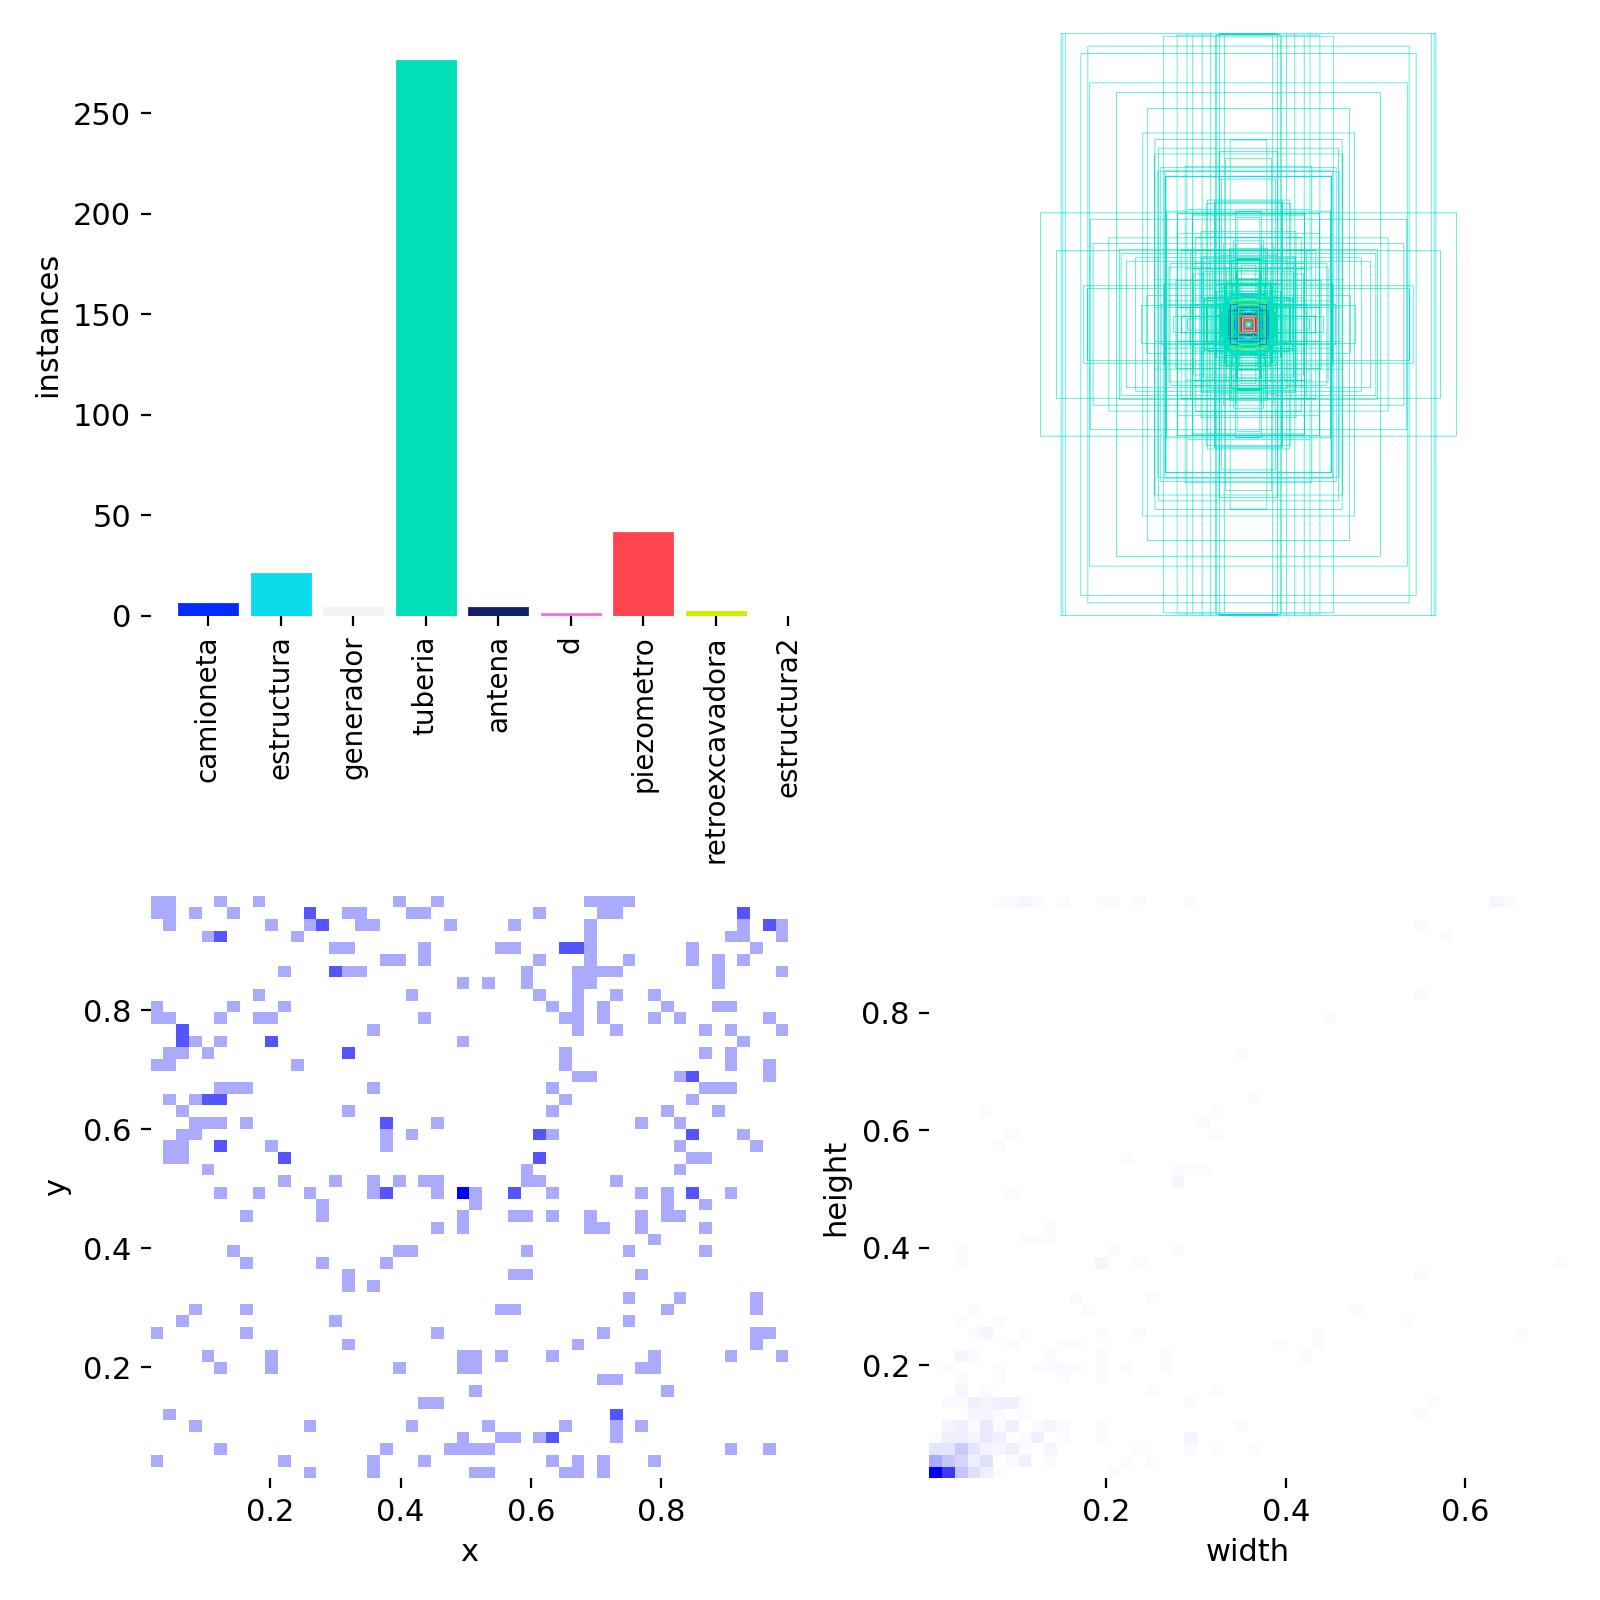 instances
250
200
150
100
50
0
camioneta
estructura
generador
tuberia
antena
d
piezometro
retroexcavadora
estructura2
y
0.8
0.6
0.4
0.2
0.2 0.4 0.6 0.8
x
height
0.8
0.6
0.4
0.2
0.2 0.4 0.6
width